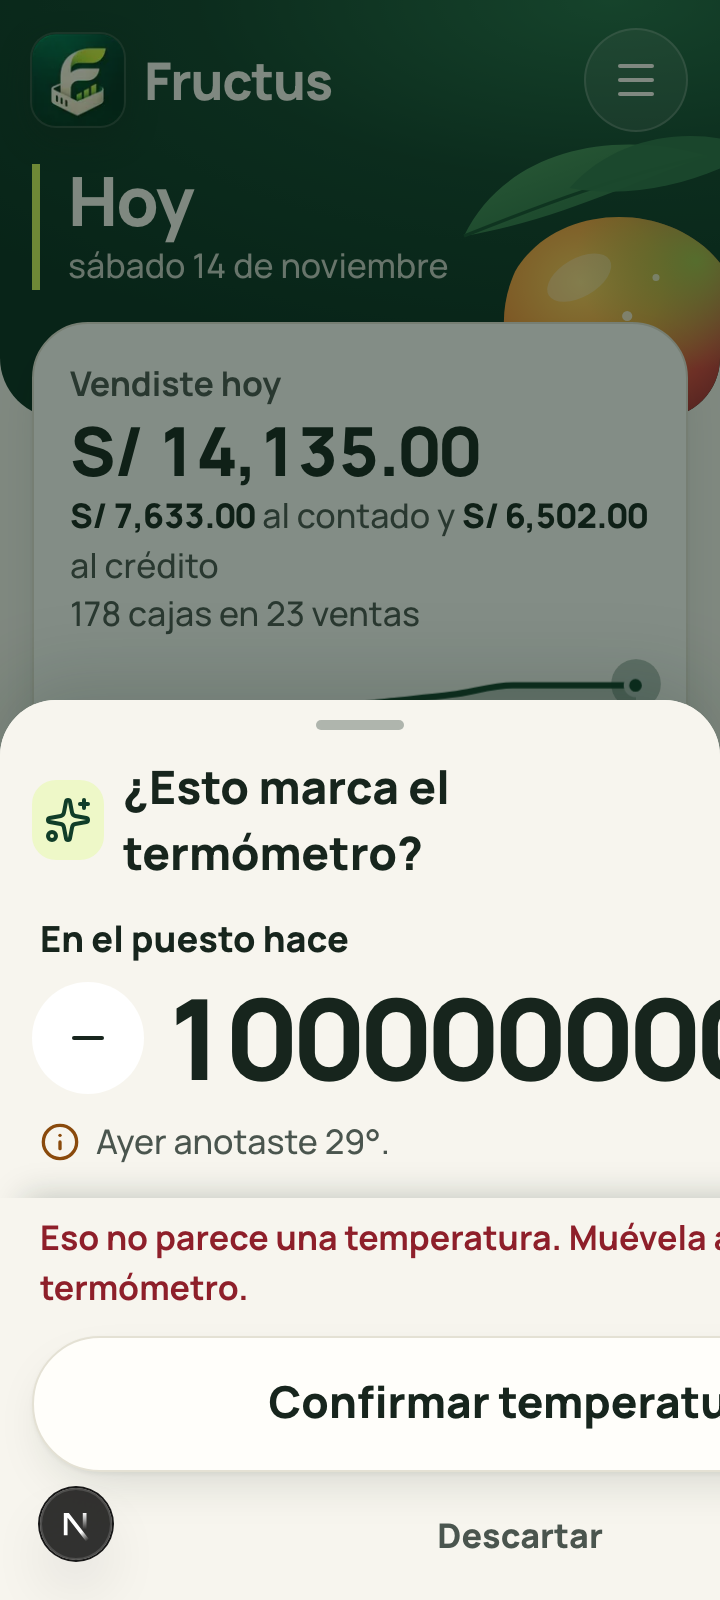 Fructus
Hoy
sábado 14 de noviembre
Vendiste hoy
S/ 14,135.00
S/ 7,633.00 al contado y S/ 6,502.00
al crédito
178 cajas en 23 ventas
¿Esto marca el
termómetro?
En el puesto hace
− 10000000
Ayer anotaste 29°.
Eso no parece una temperatura. Muévela
termómetro.
Confirmar temperatu
N
Descartar